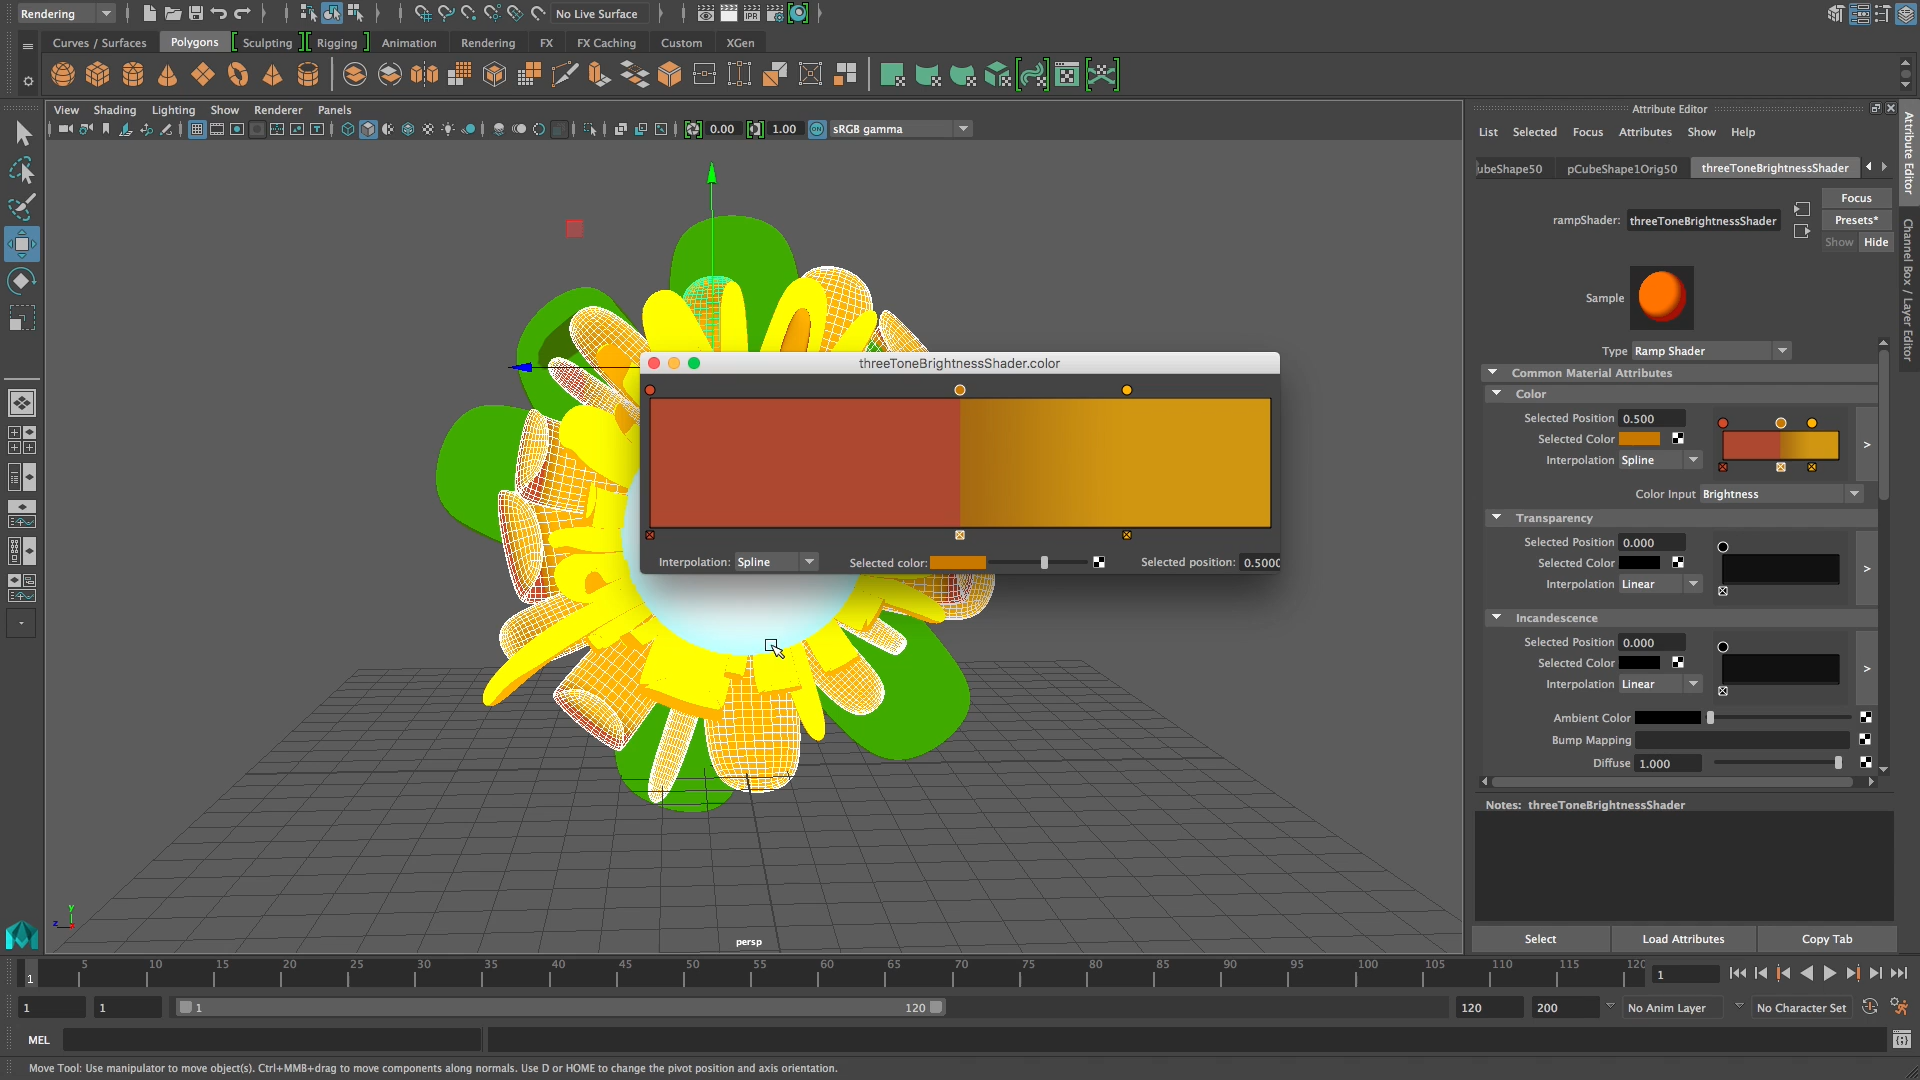 Rendering
No Live Surface
Curves / Surfaces
Polygons
Sculpting
Rigging
Animation
Rendering
FX
FX Caching
Custom
XGen
View
Shading
Lighting
Show
Renderer
Panels
0.00
1.00
sRGB gamma
threeToneBrightnessShader.color
Interpolation: Spline
Selected color:
Selected position: 0.5000
persp
Attribute Editor
List
Selected
Focus
Attributes
Show
Help
ubeShape50
pCubeShape1Orig50
threeToneBrightnessShader
rampShader: threeToneBrightnessShader
Focus
Presets*
Show
Hide
Sample
Type Ramp Shader
Common Material Attributes
Color
Selected Position 0.500
Selected Color
Interpolation Spline
Color Input Brightness
Transparency
Selected Position 0.000
Selected Color
Interpolation Linear
Incandescence
Selected Position 0.000
Selected Color
Interpolation Linear
Ambient Color
Bump Mapping
Diffuse 1.000
Notes: threeToneBrightnessShader
Select
Load Attributes
Copy Tab
Attribute Editor
Channel Box / Layer Editor
1 5 10 15 20 25 30 35 40 45 50 55 60 65 70 75 80 85 90 95 100 105 110 115 120
1
1
1
1
120
120
200
No Anim Layer
No Character Set
MEL
Move Tool: Use manipulator to move object(s). Ctrl+MMB+drag to move components along normals. Use D or HOME to change the pivot position and axis orientation.